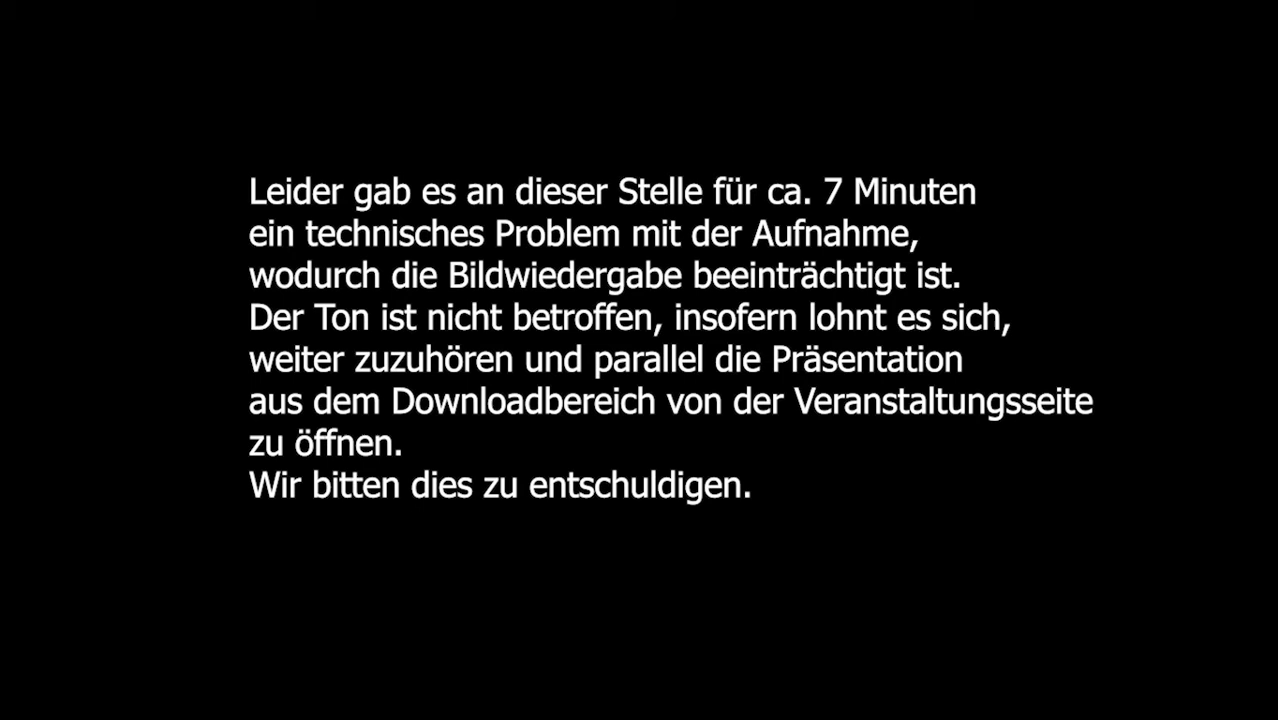 Leider gab es an dieser Stelle für ca. 7 Minuten
ein technisches Problem mit der Aufnahme,
wodurch die Bildwiedergabe beeinträchtigt ist.
Der Ton ist nicht betroffen, insofern lohnt es sich,
weiter zuzuhören und parallel die Präsentation
aus dem Downloadbereich von der Veranstaltungsseite
zu öffnen.
Wir bitten dies zu entschuldigen.